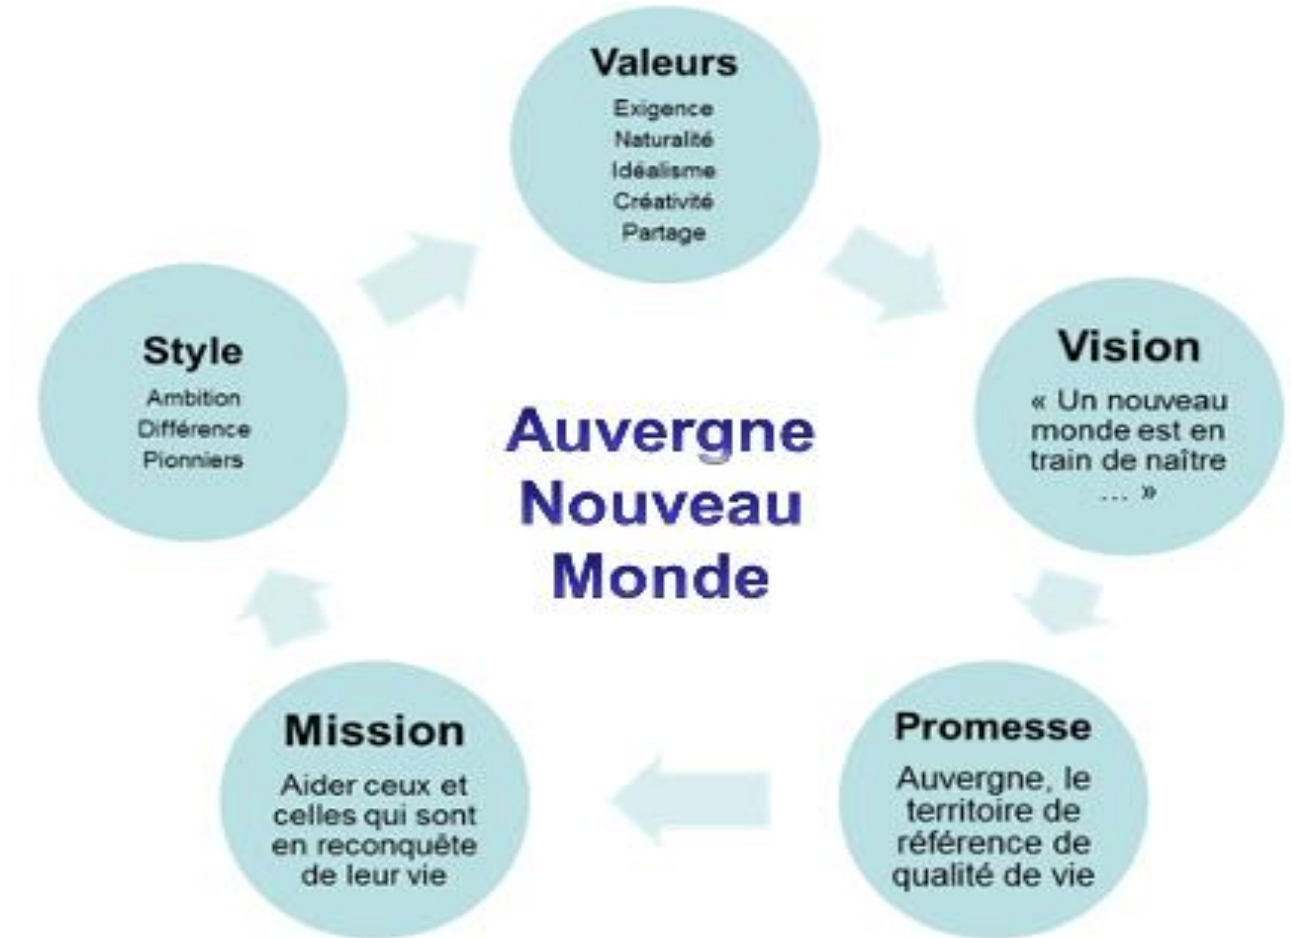 Valeurs
Exigence
Naturalité
Idéalisme
Créativité
Partage
Vision
« Un nouveau
monde est en
train de naître
... »
Promesse
Auvergne, le
territoire de
référence de
qualité de vie
Mission
Aider ceux et
celles qui sont
en reconquête
de leur vie
Style
Ambition
Différence
Pionniers
Auvergne
Nouveau
Monde